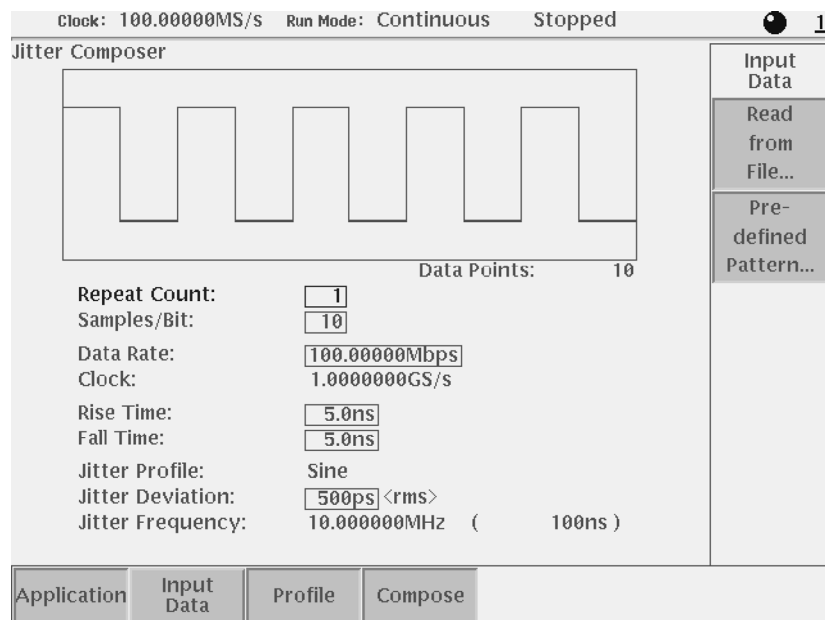 Clock: 100.00000MS/s Run Mode: Continuous Stopped 1
Jitter Composer
Input
Data
Read
from
File...
Pre-
defined
Pattern...
Data Points: 10
Repeat Count: 1
Samples/Bit: 10
Data Rate: 100.00000Mbps
Clock: 1.0000000GS/s
Rise Time: 5.0ns
Fall Time: 5.0ns
Jitter Profile: Sine
Jitter Deviation: 500ps <rms>
Jitter Frequency: 10.000000MHz ( 100ns )
Application
Input
Data
Profile
Compose